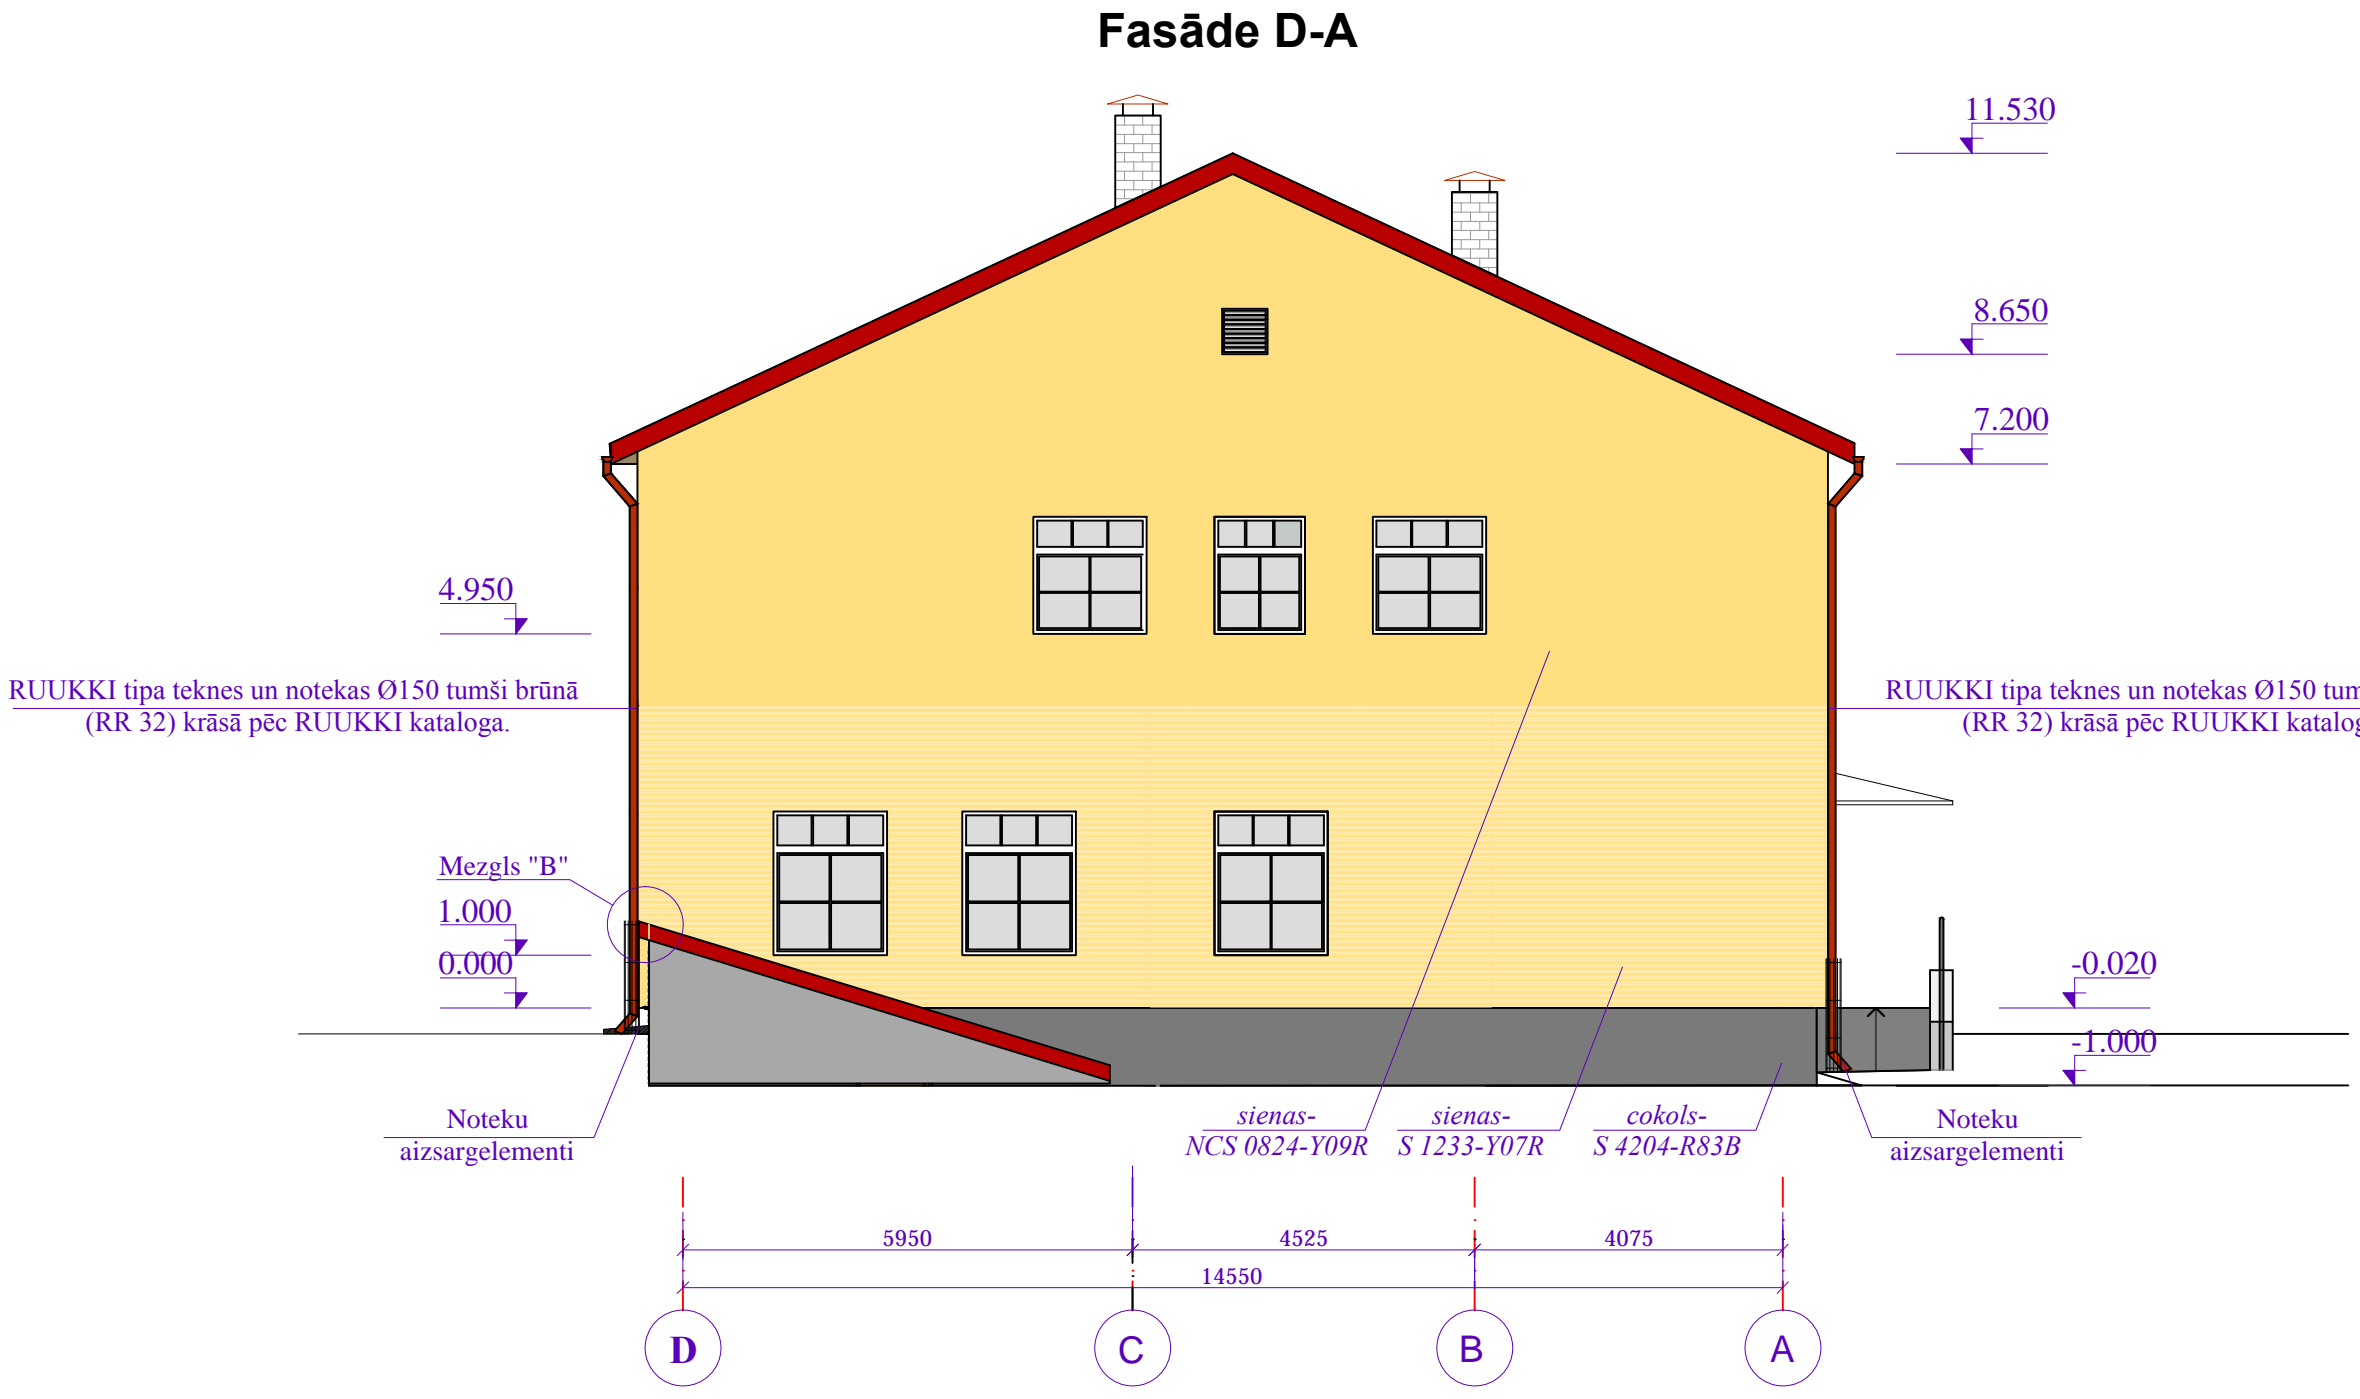 Fasāde D-A
11.530
8.650
7.200
4.950
RUUKKI tipa teknes un notekas Ø150 tumši brūnā
(RR 32) krāsā pēc RUUKKI kataloga.
RUUKKI tipa teknes un notekas Ø150 tum
(RR 32) krāsā pēc RUUKKI katalog
Mezgls "B"
1.000
0.000
-0.020
-1.000
Noteku
aizsargelementi
sienas-
NCS 0824-Y09R
sienas-
S 1233-Y07R
cokols-
S 4204-R83B
Noteku
aizsargelementi
5950
4525
4075
14550
D
C
B
A